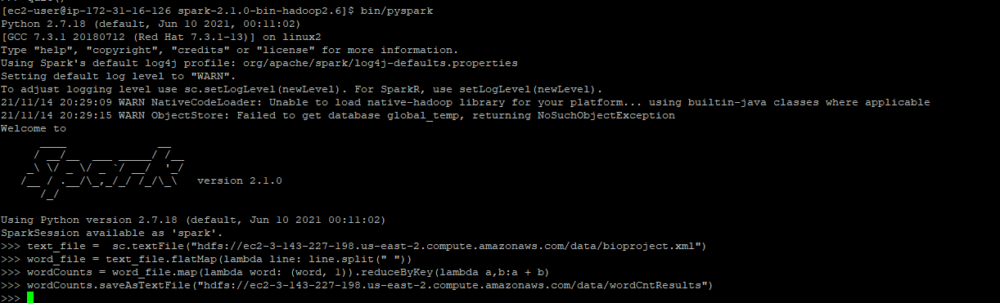 [ec2-user@ip-172-31-16-126 spark-2.1.0-bin-hadoop2.6]$ bin/pyspark
Python 2.7.18 (default, Jun 10 2021, 00:11:02)
[GCC 7.3.1 20180712 (Red Hat 7.3.1-13)] on linux2
Type "help", "copyright", "credits" or "license" for more information.
Using Spark's default log4j profile: org/apache/spark/log4j-defaults.properties
Setting default log level to "WARN".
To adjust logging level use sc.setLogLevel(newLevel). For SparkR, use setLogLevel(newLevel).
21/11/14 20:29:09 WARN NativeCodeLoader: Unable to load native-hadoop library for your platform... using builtin-java classes where applicable
21/11/14 20:29:15 WARN ObjectStore: Failed to get database global_temp, returning NoSuchObjectException
Welcome to
      ____              __
     / __/__  ___ _____/ /__
    _\ \/ _ \/ _ `/ __/  '_/
   /__ / .__/\_,_/_/ /_/\_\   version 2.1.0
      /_/
Using Python version 2.7.18 (default, Jun 10 2021 00:11:02)
SparkSession available as 'spark'.
>>> text_file =  sc.textFile("hdfs://ec2-3-143-227-198.us-east-2.compute.amazonaws.com/data/bioproject.xml")
>>> word_file = text_file.flatMap(lambda line: line.split(" "))
>>> wordCounts = word_file.map(lambda word: (word, 1)).reduceByKey(lambda a,b:a + b)
>>> wordCounts.saveAsTextFile("hdfs://ec2-3-143-227-198.us-east-2.compute.amazonaws.com/data/wordCntResults")
>>>